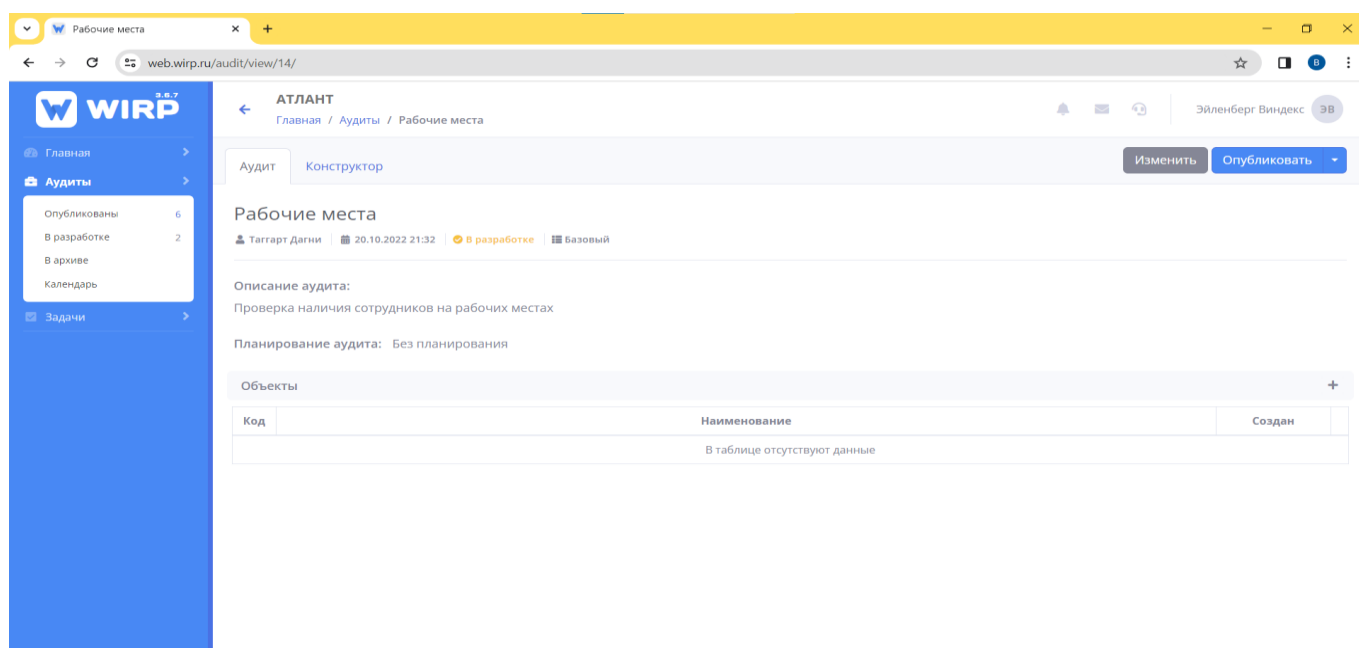 Рабочие места
web.wirp.ru/audit/view/14/
B
WIRP
3.6.7
Главная
Аудиты
Опубликованы 6
В разработке 2
В архиве
Календарь
Задачи
АТЛАНТ
Главная / Аудиты / Рабочие места
Эйленберг Виндекс ЭВ
Аудит Конструктор Изменить Опубликовать
Рабочие места
Таггарт Дагни 20.10.2022 21:32 В разработке Базовый
Описание аудита:
Проверка наличия сотрудников на рабочих местах
Планирование аудита: Без планирования
Объекты +
Код Наименование Создан
В таблице отсутствуют данные